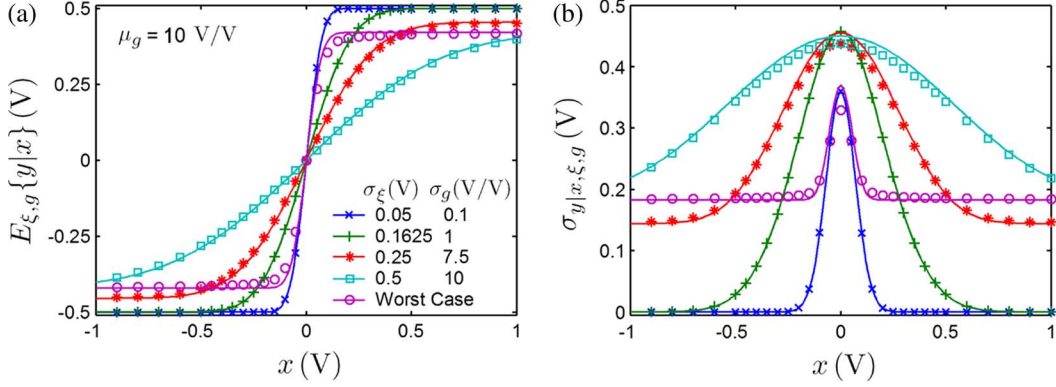 (a)
μ_g = 10 V/V
E_{ξ,g}{y|x} (V)
0.5
0.25
0
-0.25
-0.5
σ_ξ(V) σ_g(V/V)
0.05 0.1
0.1625 1
0.25 7.5
0.5 10
Worst Case
-1 -0.5 0 0.5 1
x (V)
(b)
σ_{y|x,ξ,g} (V)
0.5
0.4
0.3
0.2
0.1
0
-1 -0.5 0 0.5 1
x (V)